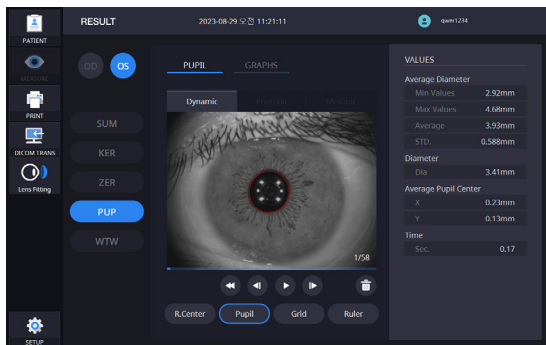 RESULT
2023-08-29 오전 11:21:11
qwer1234
PATIENT
MEASURE
PRINT
DICOM TRANS
Lens Fitting
SETUP
OD
OS
SUM
KER
ZER
PUP
WTW
PUPIL
GRAPHS
Dynamic
Photopic
Mesopic
1/58
R.Center
Pupil
Grid
Ruler
VALUES
Average Diameter
Min Values 2.92mm
Max Values 4.68mm
Average 3.93mm
STD. 0.588mm
Diameter
Dia 3.41mm
Average Pupil Center
X 0.23mm
Y 0.13mm
Time
Sec. 0.17